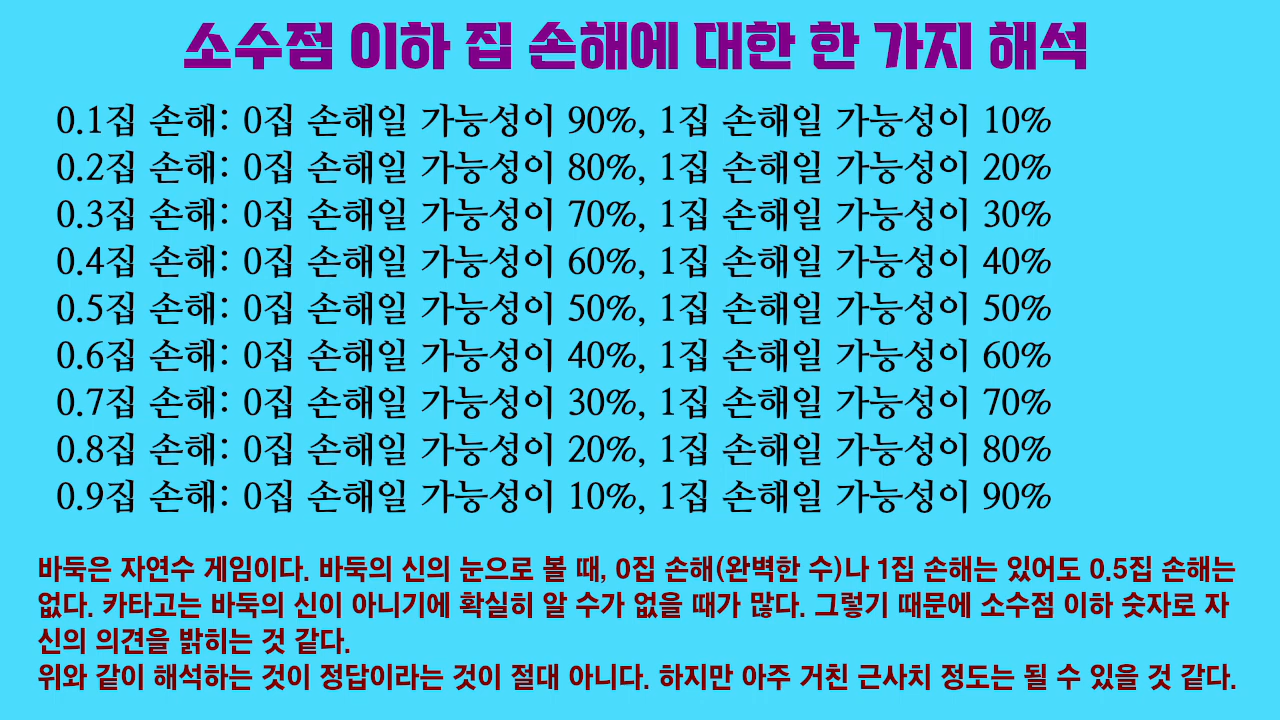 소수점 이하 집 손해에 대한 한 가지 해석
0.1집 손해: 0집 손해일 가능성이 90%, 1집 손해일 가능성이 10%
0.2집 손해: 0집 손해일 가능성이 80%, 1집 손해일 가능성이 20%
0.3집 손해: 0집 손해일 가능성이 70%, 1집 손해일 가능성이 30%
0.4집 손해: 0집 손해일 가능성이 60%, 1집 손해일 가능성이 40%
0.5집 손해: 0집 손해일 가능성이 50%, 1집 손해일 가능성이 50%
0.6집 손해: 0집 손해일 가능성이 40%, 1집 손해일 가능성이 60%
0.7집 손해: 0집 손해일 가능성이 30%, 1집 손해일 가능성이 70%
0.8집 손해: 0집 손해일 가능성이 20%, 1집 손해일 가능성이 80%
0.9집 손해: 0집 손해일 가능성이 10%, 1집 손해일 가능성이 90%
바둑은 자연수 게임이다. 바둑의 신의 눈으로 볼 때, 0집 손해(완벽한 수)나 1집 손해는 있어도 0.5집 손해는
없다. 카타고는 바둑의 신이 아니기에 확실히 알 수가 없을 때가 많다. 그렇기 때문에 소수점 이하 숫자로 자
신의 의견을 밝히는 것 같다.
위와 같이 해석하는 것이 정답이라는 것이 절대 아니다. 하지만 아주 거친 근사치 정도는 될 수 있을 것 같다.